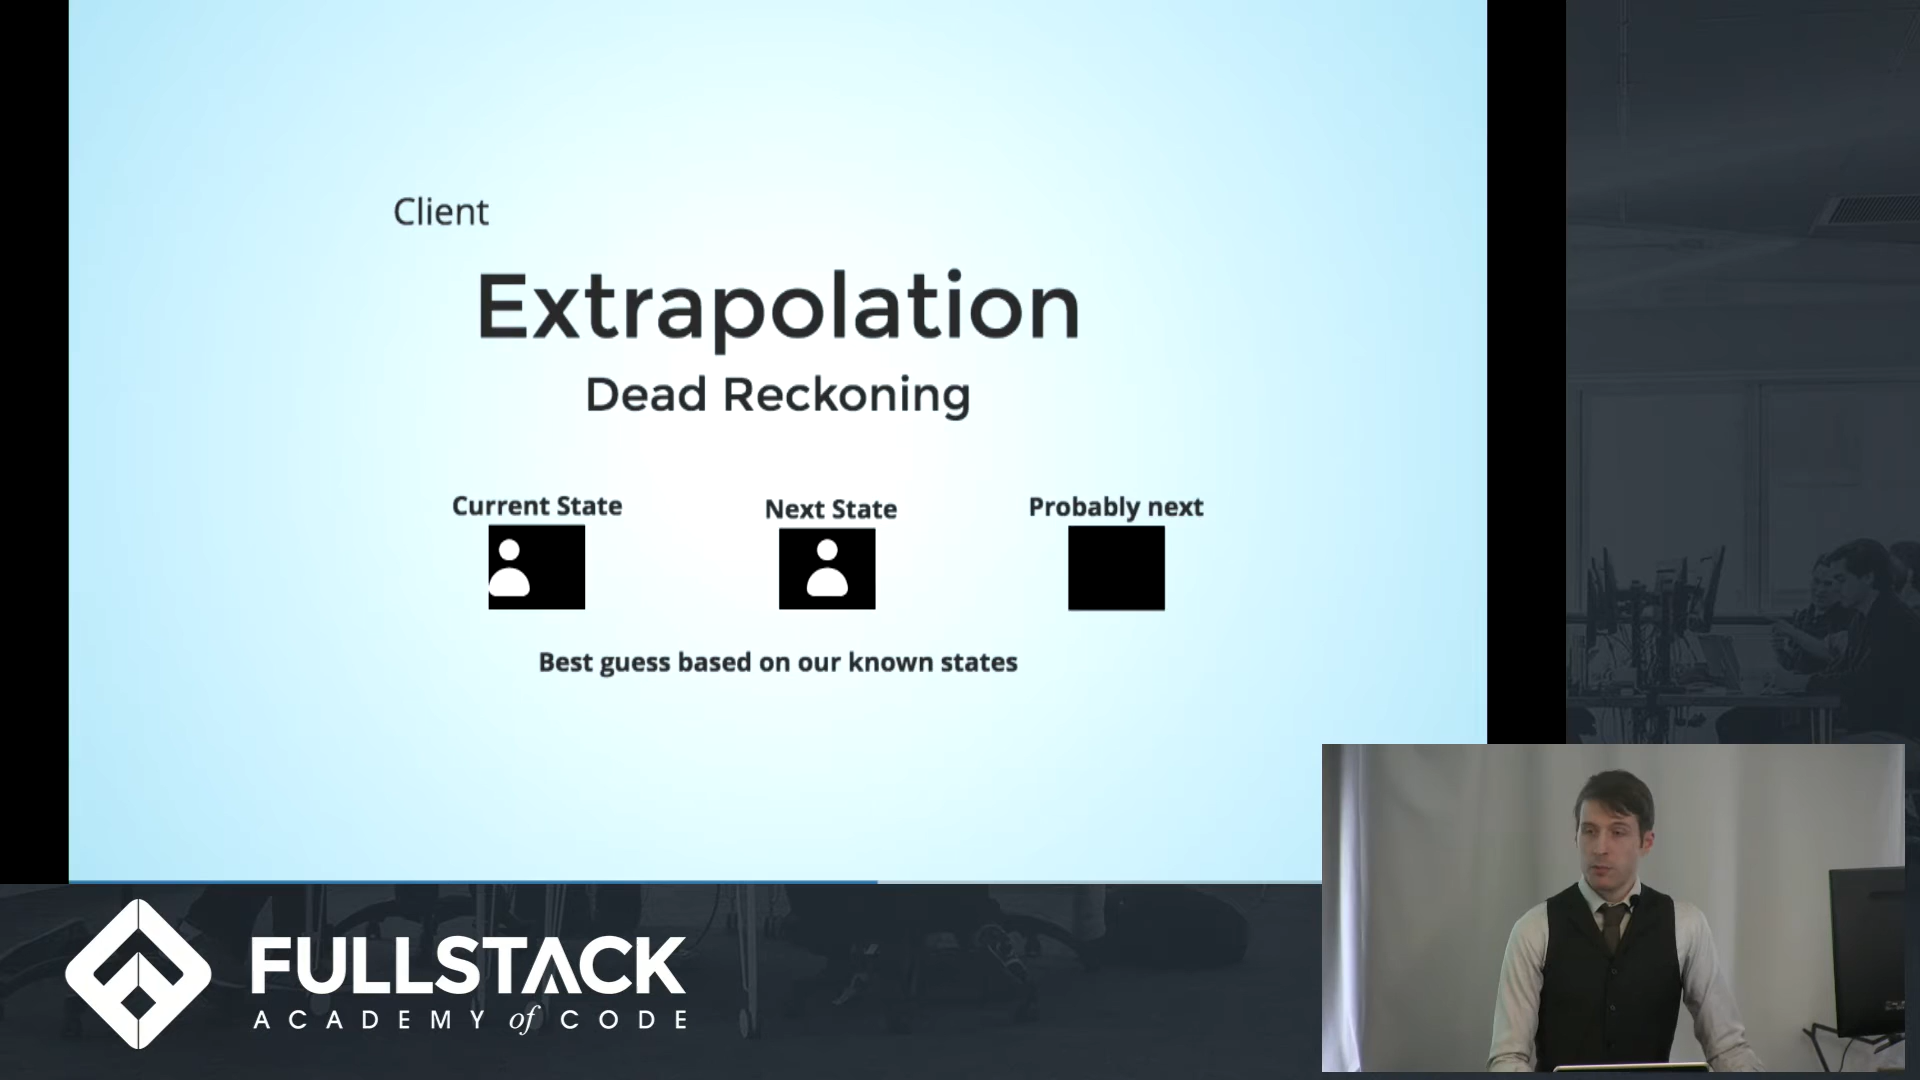 Client
Extrapolation
Dead Reckoning
Current State
Next State
Probably next
Best guess based on our known states
FULLSTACK
ACADEMY of CODE